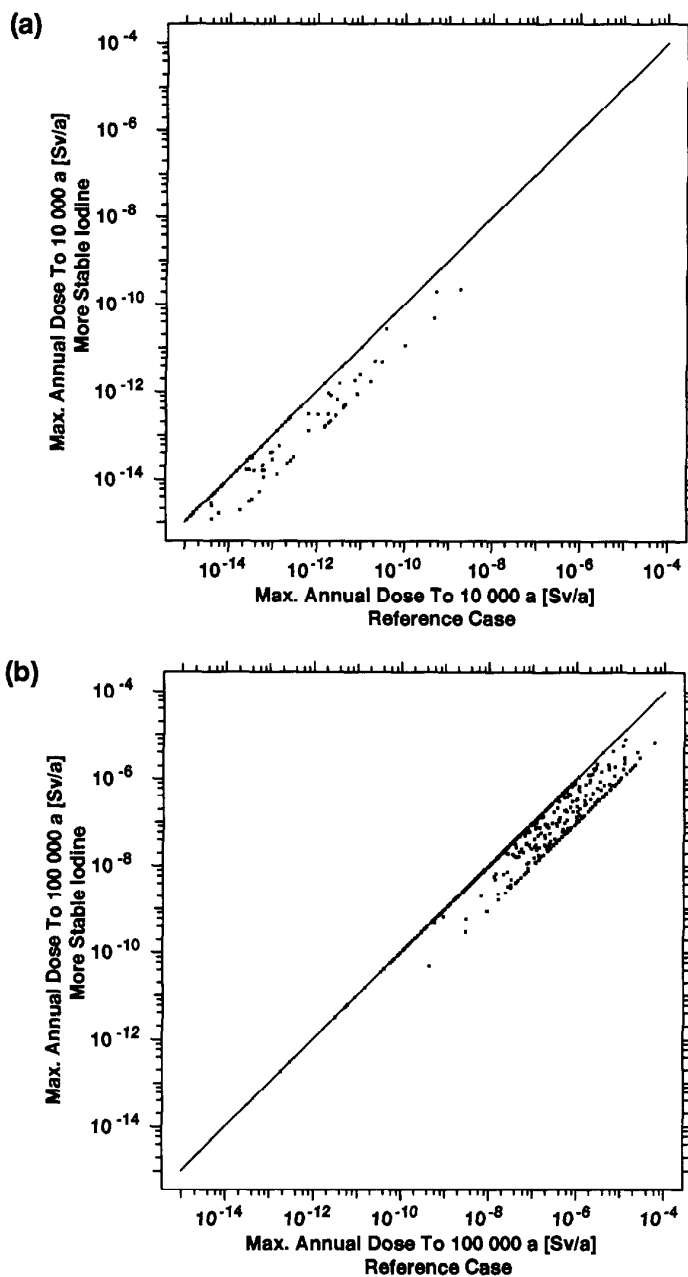 (a)
10^-4
10^-6
10^-8
10^-10
10^-12
10^-14
Max. Annual Dose To 10 000 a [Sv/a]
More Stable Iodine
10^-14 10^-12 10^-10 10^-8 10^-6 10^-4
Max. Annual Dose To 10 000 a [Sv/a]
Reference Case
(b)
10^-4
10^-6
10^-8
10^-10
10^-12
10^-14
Max. Annual Dose To 100 000 a [Sv/a]
More Stable Iodine
10^-14 10^-12 10^-10 10^-8 10^-6 10^-4
Max. Annual Dose To 100 000 a [Sv/a]
Reference Case